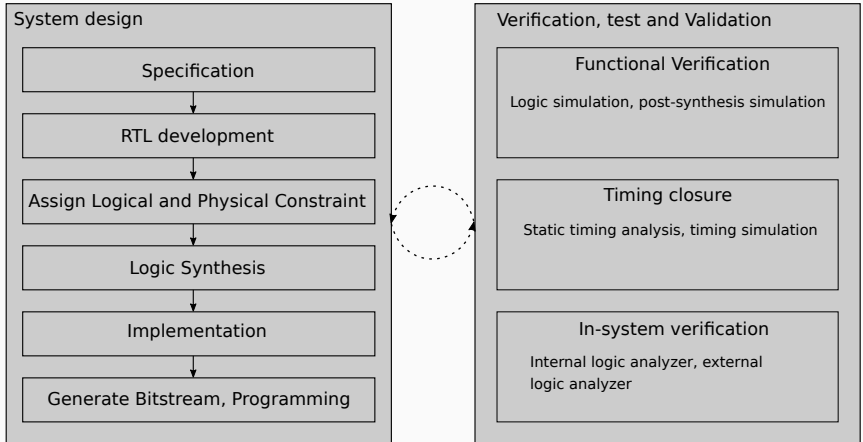 System design
Specification
RTL development
Assign Logical and Physical Constraint
Logic Synthesis
Implementation
Generate Bitstream, Programming
Verification, test and Validation
Functional Verification
Logic simulation, post-synthesis simulation
Timing closure
Static timing analysis, timing simulation
In-system verification
Internal logic analyzer, external
logic analyzer